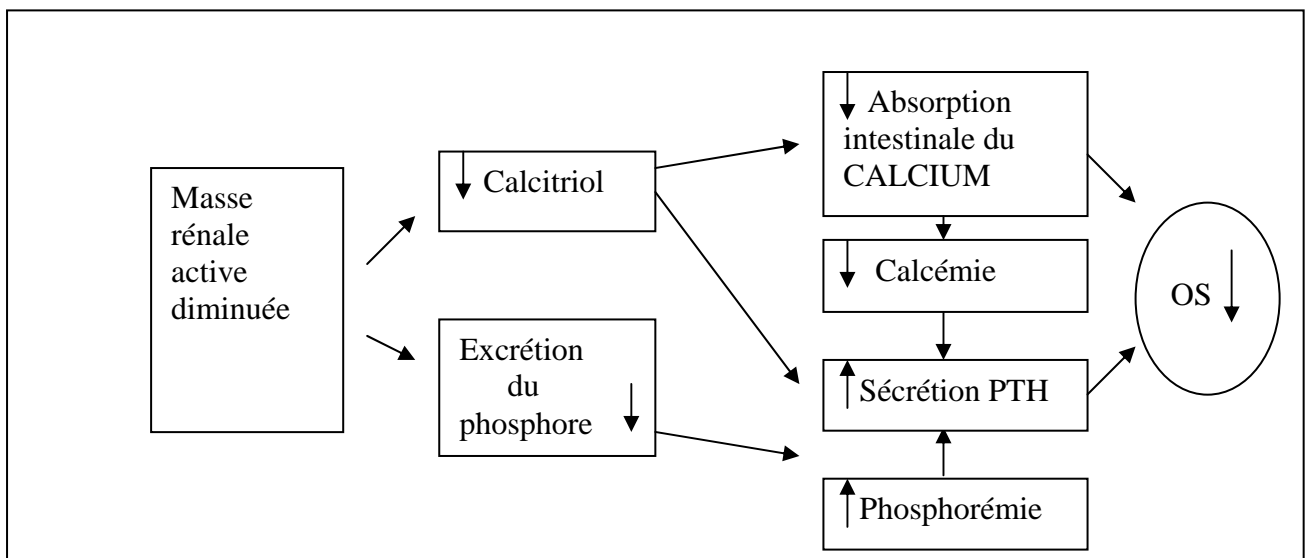 Masse
rénale
active
diminuée
Calcitriol
Excrétion
du
phosphore
Absorption
intestinale du
CALCIUM
Calcémie
Sécrétion PTH
Phosphorémie
OS